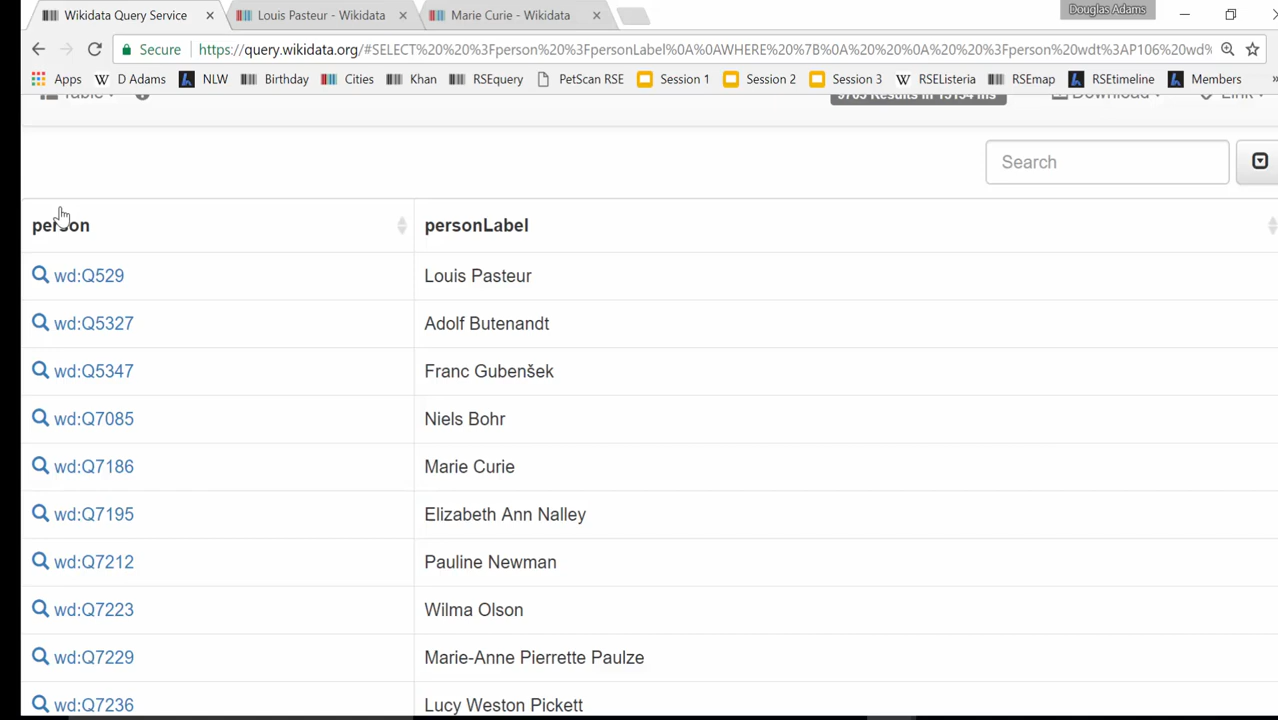 Wikidata Query Service
Louis Pasteur - Wikidata
Marie Curie - Wikidata
Douglas Adams
Secure
https://query.wikidata.org/#SELECT%20%20%3Fperson%20%3FpersonLabel%0A%0AWHERE%20%7B%0A%20%20%0A%20%20%3Fperson%20wdt%3AP106%20wd%
Apps
D Adams
NLW
Birthday
Cities
Khan
RSEquery
PetScan RSE
Session 1
Session 2
Session 3
RSEListeria
RSEmap
RSEtimeline
Members
Table
Download
Link
Search
person
personLabel
wd:Q529 Louis Pasteur
wd:Q5327 Adolf Butenandt
wd:Q5347 Franc Gubenšek
wd:Q7085 Niels Bohr
wd:Q7186 Marie Curie
wd:Q7195 Elizabeth Ann Nalley
wd:Q7212 Pauline Newman
wd:Q7223 Wilma Olson
wd:Q7229 Marie-Anne Pierrette Paulze
wd:Q7236 Lucy Weston Pickett